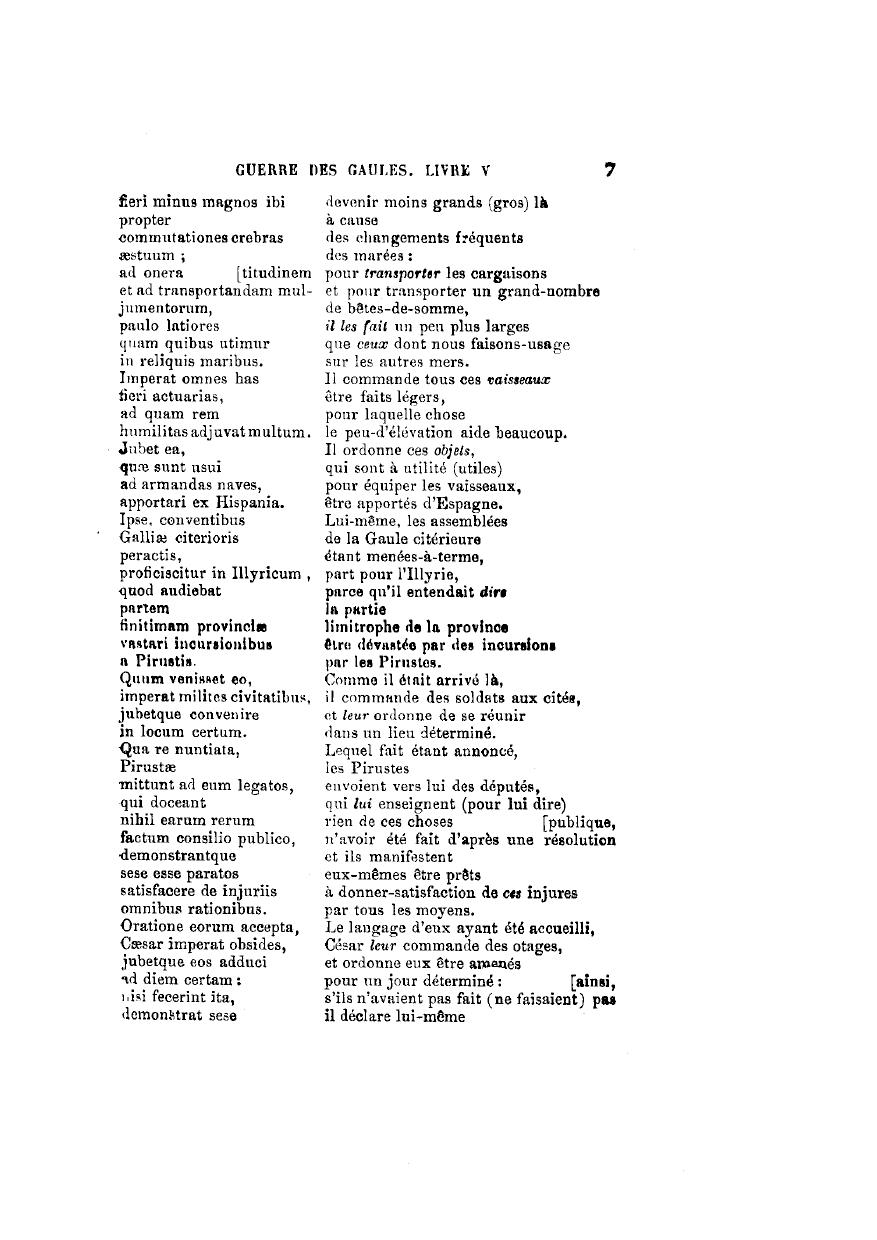 GUERRE DES GAULES. LIVRE V 7
fieri minus magnos ibi devenir moins grands (gros) là
propter à cause
commutationes crebras des changements fréquents
æstuum ; des marées :
ad onera [titudinem pour transporter les cargaisons
et ad transportandam mul- et pour transporter un grand-nombre
jumentorum, de bêtes-de-somme,
paulo latiores il les fait un peu plus larges
quam quibus utimur que ceux dont nous faisons-usage
in reliquis maribus. sur les autres mers.
Imperat omnes has Il commande tous ces vaisseaux
fieri actuarias, être faits légers,
ad quam rem pour laquelle chose
humilitas adjuvat multum. le peu-d'élévation aide beaucoup.
Jubet ea, Il ordonne ces objets,
quæ sunt usui qui sont à utilité (utiles)
ad armandas naves, pour équiper les vaisseaux,
apportari ex Hispania. être apportés d'Espagne.
Ipse, conventibus Lui-même, les assemblées
Galliæ citerioris de la Gaule citérieure
peractis, étant menées-à-terme,
proficiscitur in Illyricum , part pour l'Illyrie,
quod audiebat parce qu'il entendait dire
partem la partie
finitimam provinciæ limitrophe de la province
vastari incursionibus être dévastée par des incursions
a Pirustis. par les Pirustes.
Quum venisset eo, Comme il était arrivé là,
imperat milites civitatibus, il commande des soldats aux cités,
jubetque convenire et leur ordonne de se réunir
in locum certum. dans un lieu déterminé.
Qua re nuntiata, Lequel fait étant annoncé,
Pirustæ les Pirustes
mittunt ad eum legatos, envoient vers lui des députés,
qui doceant qui lui enseignent (pour lui dire)
nihil earum rerum rien de ces choses [publique,
factum consilio publico, n'avoir été fait d'après une résolution
demonstrantque et ils manifestent
sese esse paratos eux-mêmes être prêts
satisfacere de injuriis à donner-satisfaction de ces injures
omnibus rationibus. par tous les moyens.
Oratione eorum accepta, Le langage d'eux ayant été accueilli,
Cæsar imperat obsides, César leur commande des otages,
jubetque eos adduci et ordonne eux être amenés
ad diem certam : pour un jour déterminé : [ainsi,
nisi fecerint ita, s'ils n'avaient pas fait (ne faisaient) pas
demonstrat sese il déclare lui-même